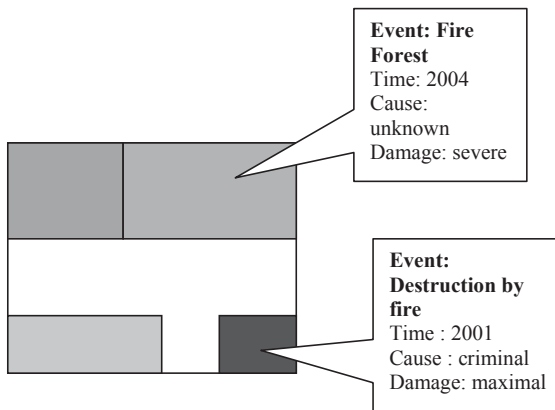 Event: Fire
Forest
Time: 2004
Cause:
unknown
Damage: severe
Event:
Destruction by
fire
Time : 2001
Cause : criminal
Damage: maximal